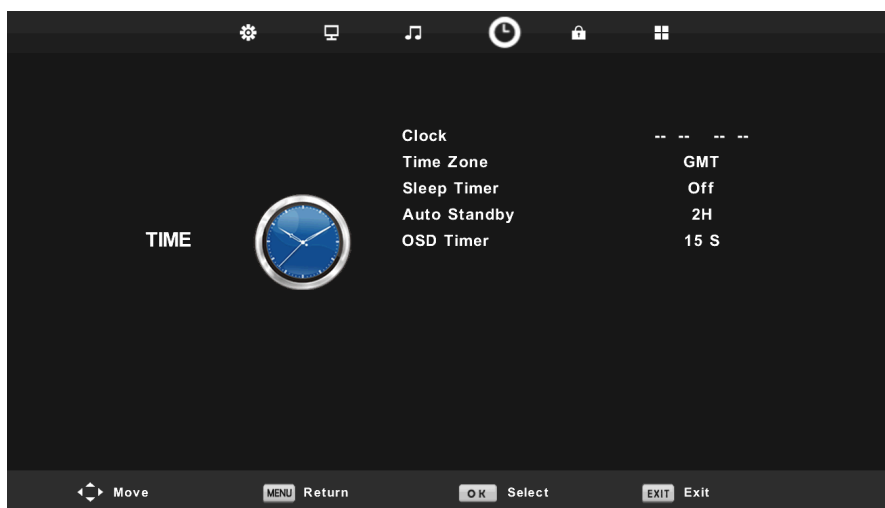 Clock -- -- -- --
Time Zone GMT
Sleep Timer Off
Auto Standby 2H
TIME
OSD Timer 15 S
Move MENU Return OK Select EXIT Exit